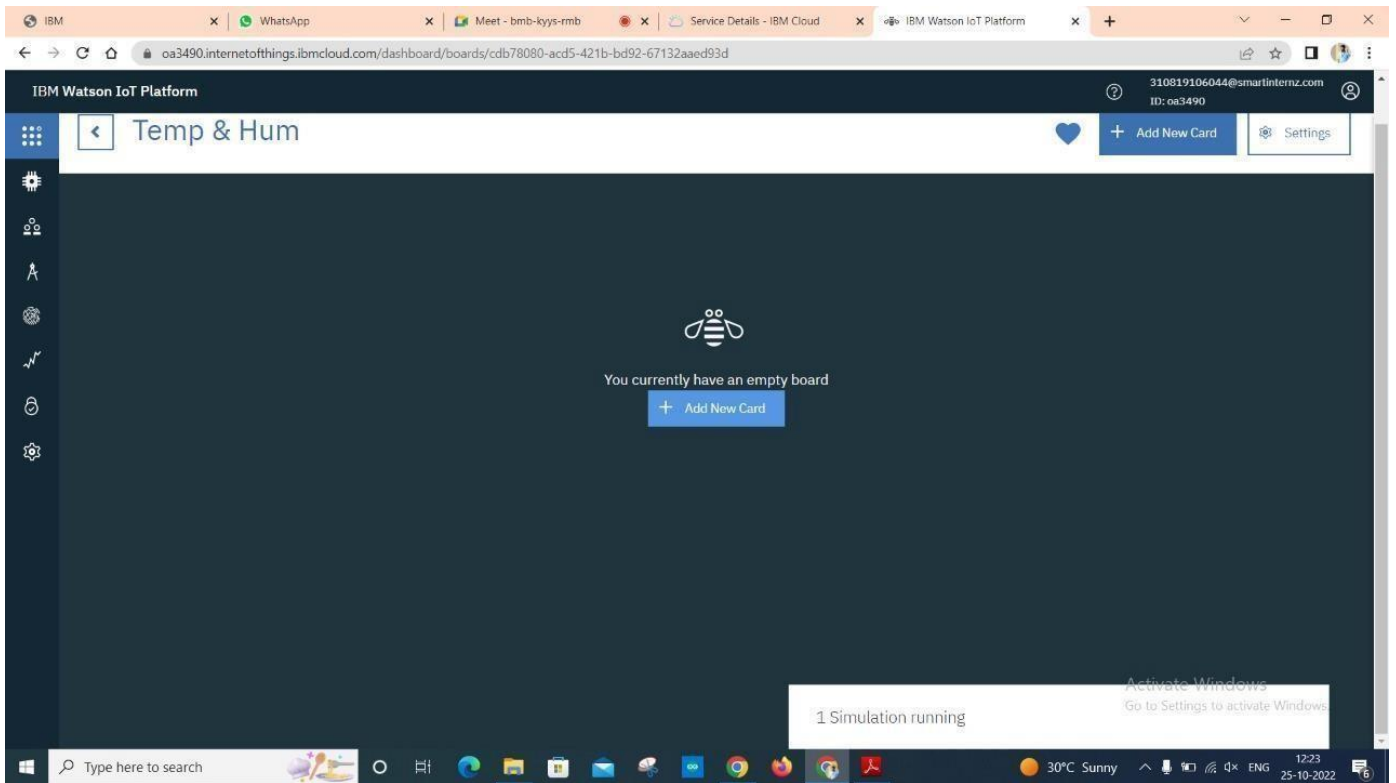 IBM
WhatsApp
Meet - bmb-kyys-rmb
Service Details - IBM Cloud
IBM Watson IoT Platform
oa3490.internetofthings.ibmcloud.com/dashboard/boards/cdb78080-acd5-421b-bd92-67132aaed93d
IBM Watson IoT Platform
310819106044@smartinternz.com
ID: oa3490
Temp & Hum
+ Add New Card
Settings
You currently have an empty board
+ Add New Card
1 Simulation running
Activate Windows
Go to Settings to activate Windows.
Type here to search
30°C Sunny
ENG
12:23
25-10-2022
6